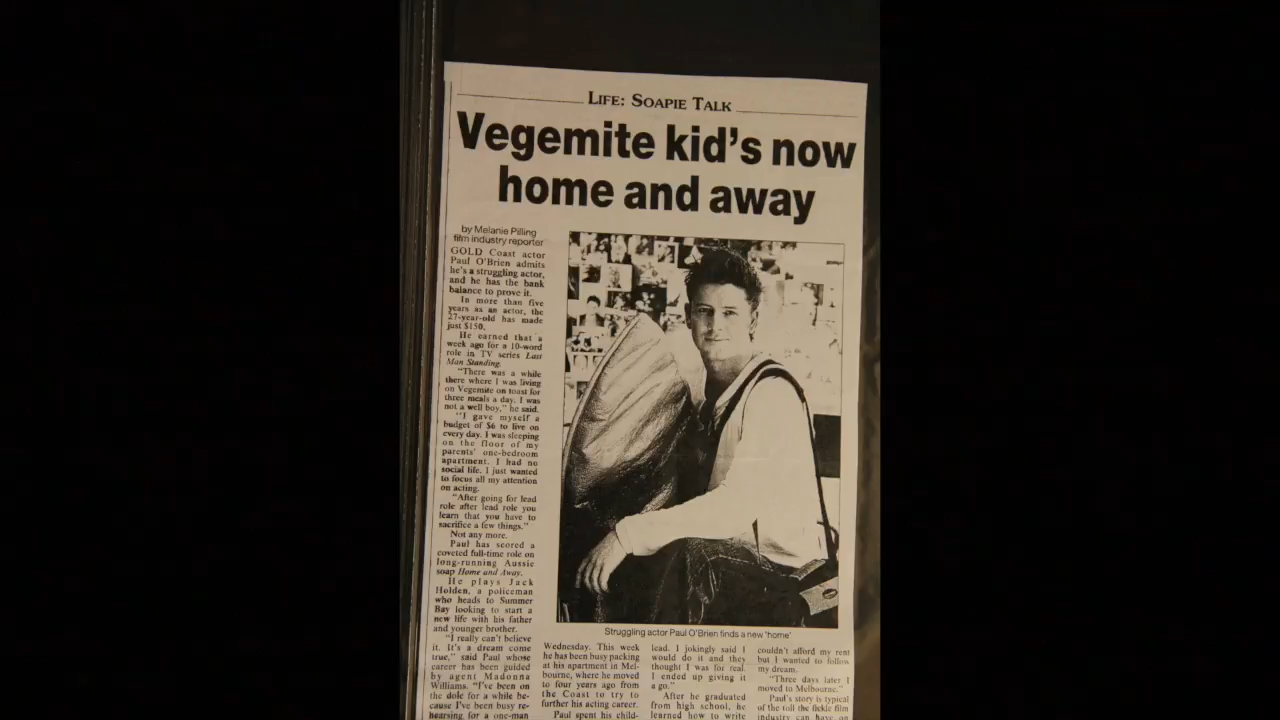 LIFE: SOAPIE TALK
Vegemite kid's now
home and away
by Melanie Pilling
film industry reporter
GOLD Coast actor
Paul O'Brien admits
he's a struggling actor,
and he has the bank
balance to prove it.
In more than five
years as an actor, the
27-year-old has made
just $150.
He earned that a
week ago for a 10-word
role in TV series Last
Man Standing.
"There was a while
there where I was living
on Vegemite on toast for
three meals a day. I was
not a well boy," he said.
"I gave myself a
budget of $6 to live on
every day. I was sleeping
on the floor of my
parents' one-bedroom
apartment. I had no
social life. I just wanted
to focus all my attention
on acting.
"After going for lead
role after lead role you
learn that you have to
sacrifice a few things."
Not any more.
Paul has scored a
coveted full-time role on
long-running Aussie
soap Home and Away.
He plays Jack
Holden, a policeman
who heads to Summer
Bay looking to start a
new life with his father
and younger brother.
"I really can't believe
it. It's a dream come
true," said Paul whose
career has been guided
by agent Madonna
Williams. "I've been on
the dole for a while be-
cause I've been busy re-
hearsing for a one-man
Struggling actor Paul O'Brien finds a new 'home'
Wednesday. This week
he has been busy packing
at his apartment in Mel-
bourne, where he moved
to four years ago from
the Coast to try to
further his acting career.
Paul spent his child-
lead. I jokingly said I
would do it and they
thought I was for real.
I ended up giving it
a go."
After he graduated
from high school, he
learned how to write
couldn't afford my rent
but I wanted to follow
my dream.
"Three days later I
moved to Melbourne."
Paul's story is typical
of the toll the fickle film
industry can have on